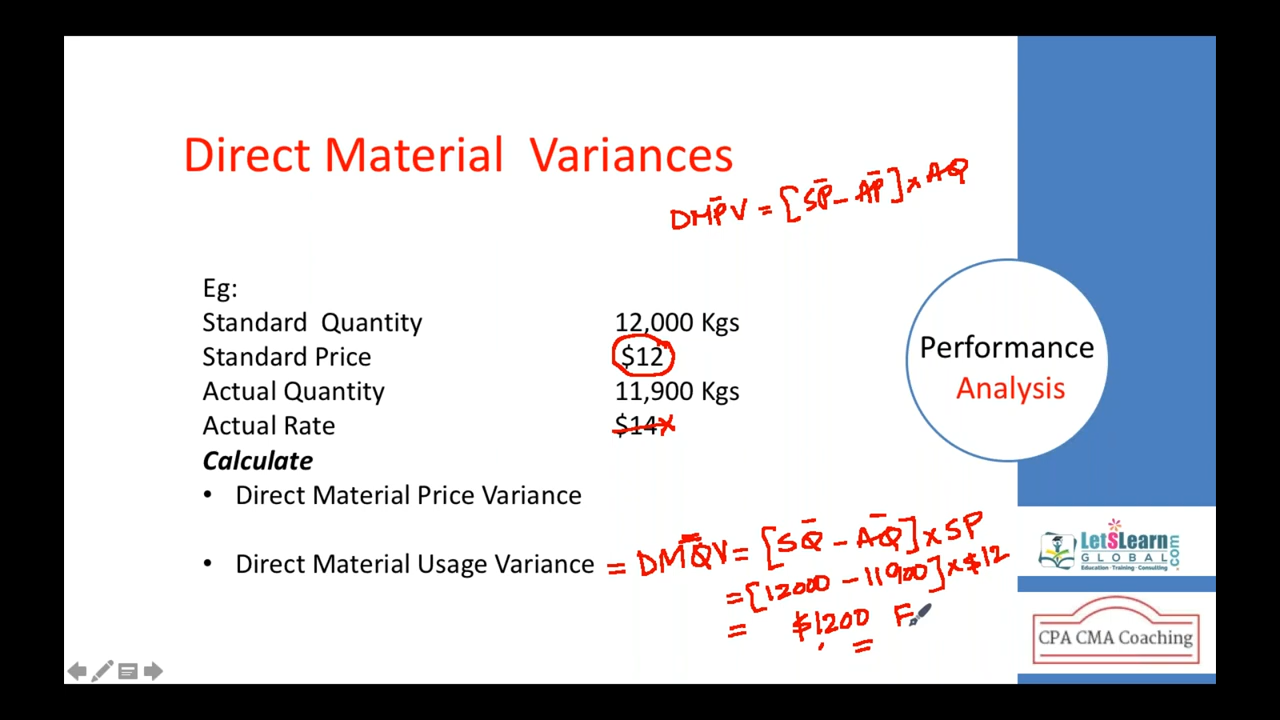 Direct Material Variances
DMPV = [SP - AP] x AQ
Eg:
Standard Quantity 12,000 Kgs
Standard Price $12
Actual Quantity 11,900 Kgs
Actual Rate $14 x
Calculate
• Direct Material Price Variance
• Direct Material Usage Variance = DMQV = [SQ - AQ] x SP
= [12000 - 11900] x $12
= $1200 F
Performance
Analysis
LetsLearn
GLOBAL.com
Education • Training • Consulting
CPA CMA Coaching